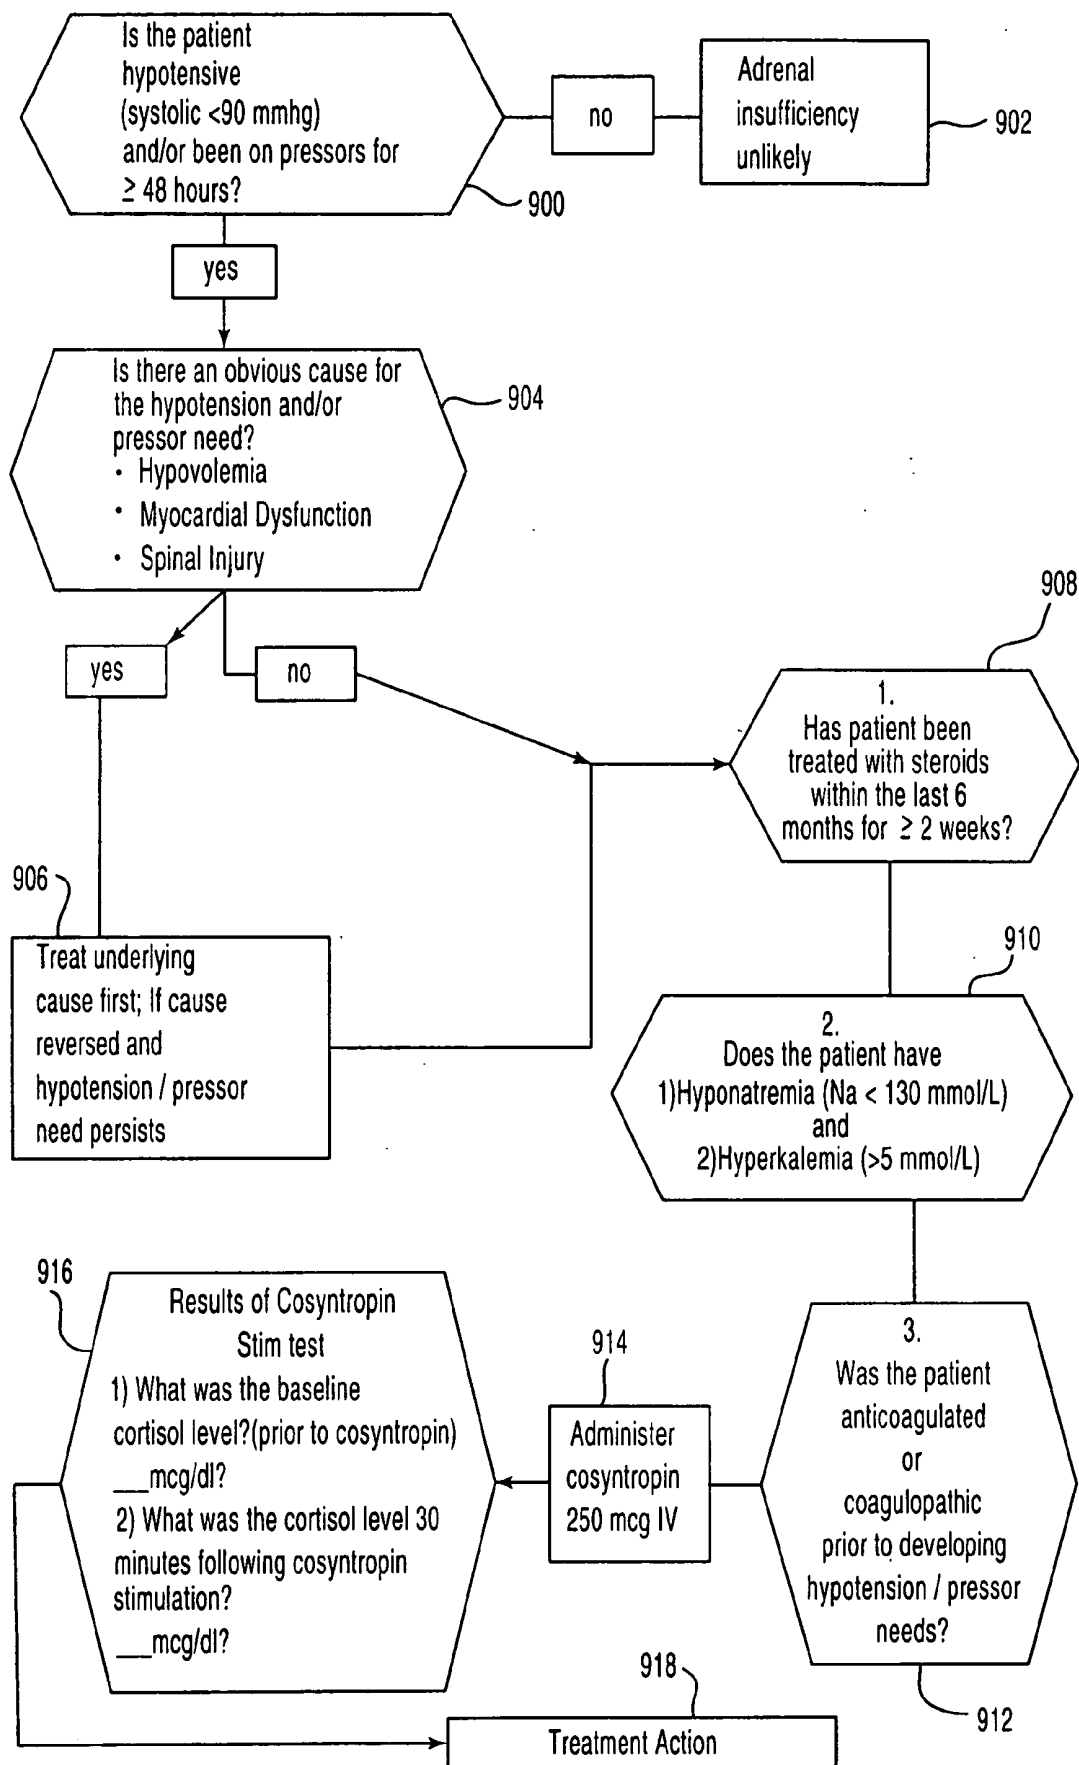 Is the patient
hypotensive
(systolic <90 mmhg)
and/or been on pressors for
≥ 48 hours?
900
no
Adrenal
insufficiency
unlikely
902
yes
Is there an obvious cause for
the hypotension and/or
pressor need?
• Hypovolemia
• Myocardial Dysfunction
• Spinal Injury
904
yes
no
908
1.
Has patient been
treated with steroids
within the last 6
months for ≥ 2 weeks?
906
Treat underlying
cause first; If cause
reversed and
hypotension / pressor
need persists
910
2.
Does the patient have
1)Hyponatremia (Na < 130 mmol/L)
and
2)Hyperkalemia (>5 mmol/L)
916
Results of Cosyntropin
Stim test
1) What was the baseline
cortisol level?(prior to cosyntropin)
___mcg/dl?
2) What was the cortisol level 30
minutes following cosyntropin
stimulation?
___mcg/dl?
914
Administer
cosyntropin
250 mcg IV
3.
Was the patient
anticoagulated
or
coagulopathic
prior to developing
hypotension / pressor
needs?
912
918
Treatment Action